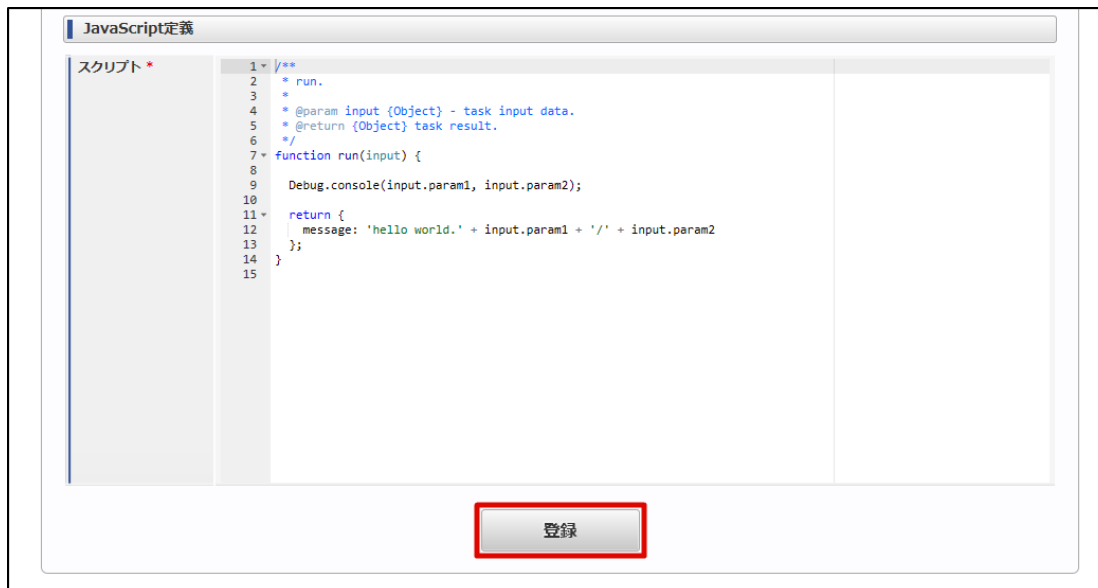 JavaScript定義
スクリプト *
1 /**
2  * run.
3  *
4  * @param input {Object} - task input data.
5  * @return {Object} task result.
6  */
7 function run(input) {
8
9   Debug.console(input.param1, input.param2);
10
11   return {
12     message: 'hello world.' + input.param1 + '/' + input.param2
13   };
14 }
15
登録